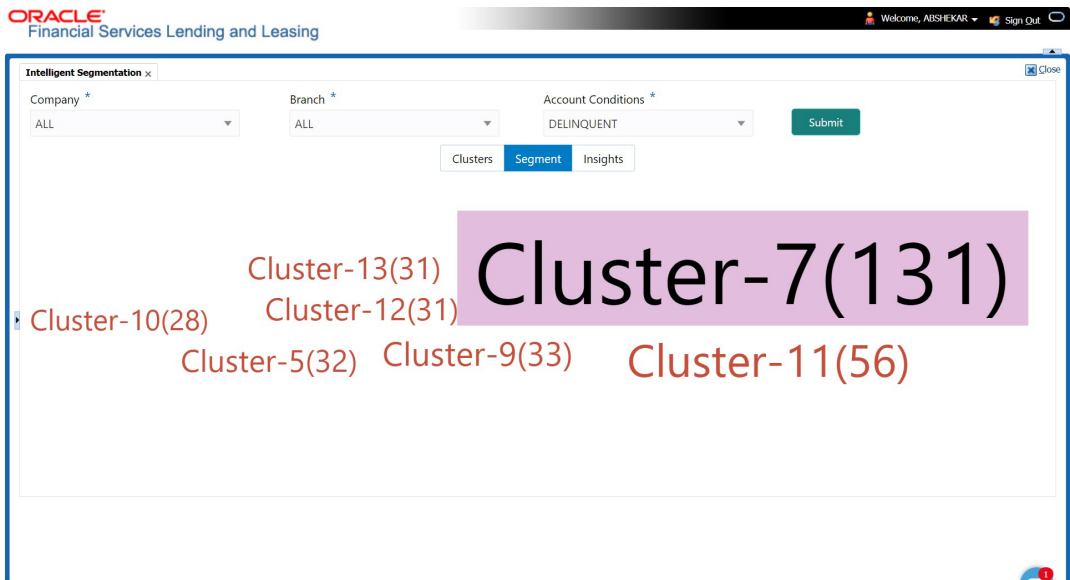 ORACLE'
Financial Services Lending and Leasing
Welcome, ABSHEKAR
Sign Out
Intelligent Segmentation x
Close
Company *
Branch *
Account Conditions *
ALL
ALL
DELINQUENT
Submit
Clusters
Segment
Insights
Cluster-7(131)
Cluster-13(31)
Cluster-12(31)
Cluster-10(28)
Cluster-5(32)
Cluster-9(33)
Cluster-11(56)
1